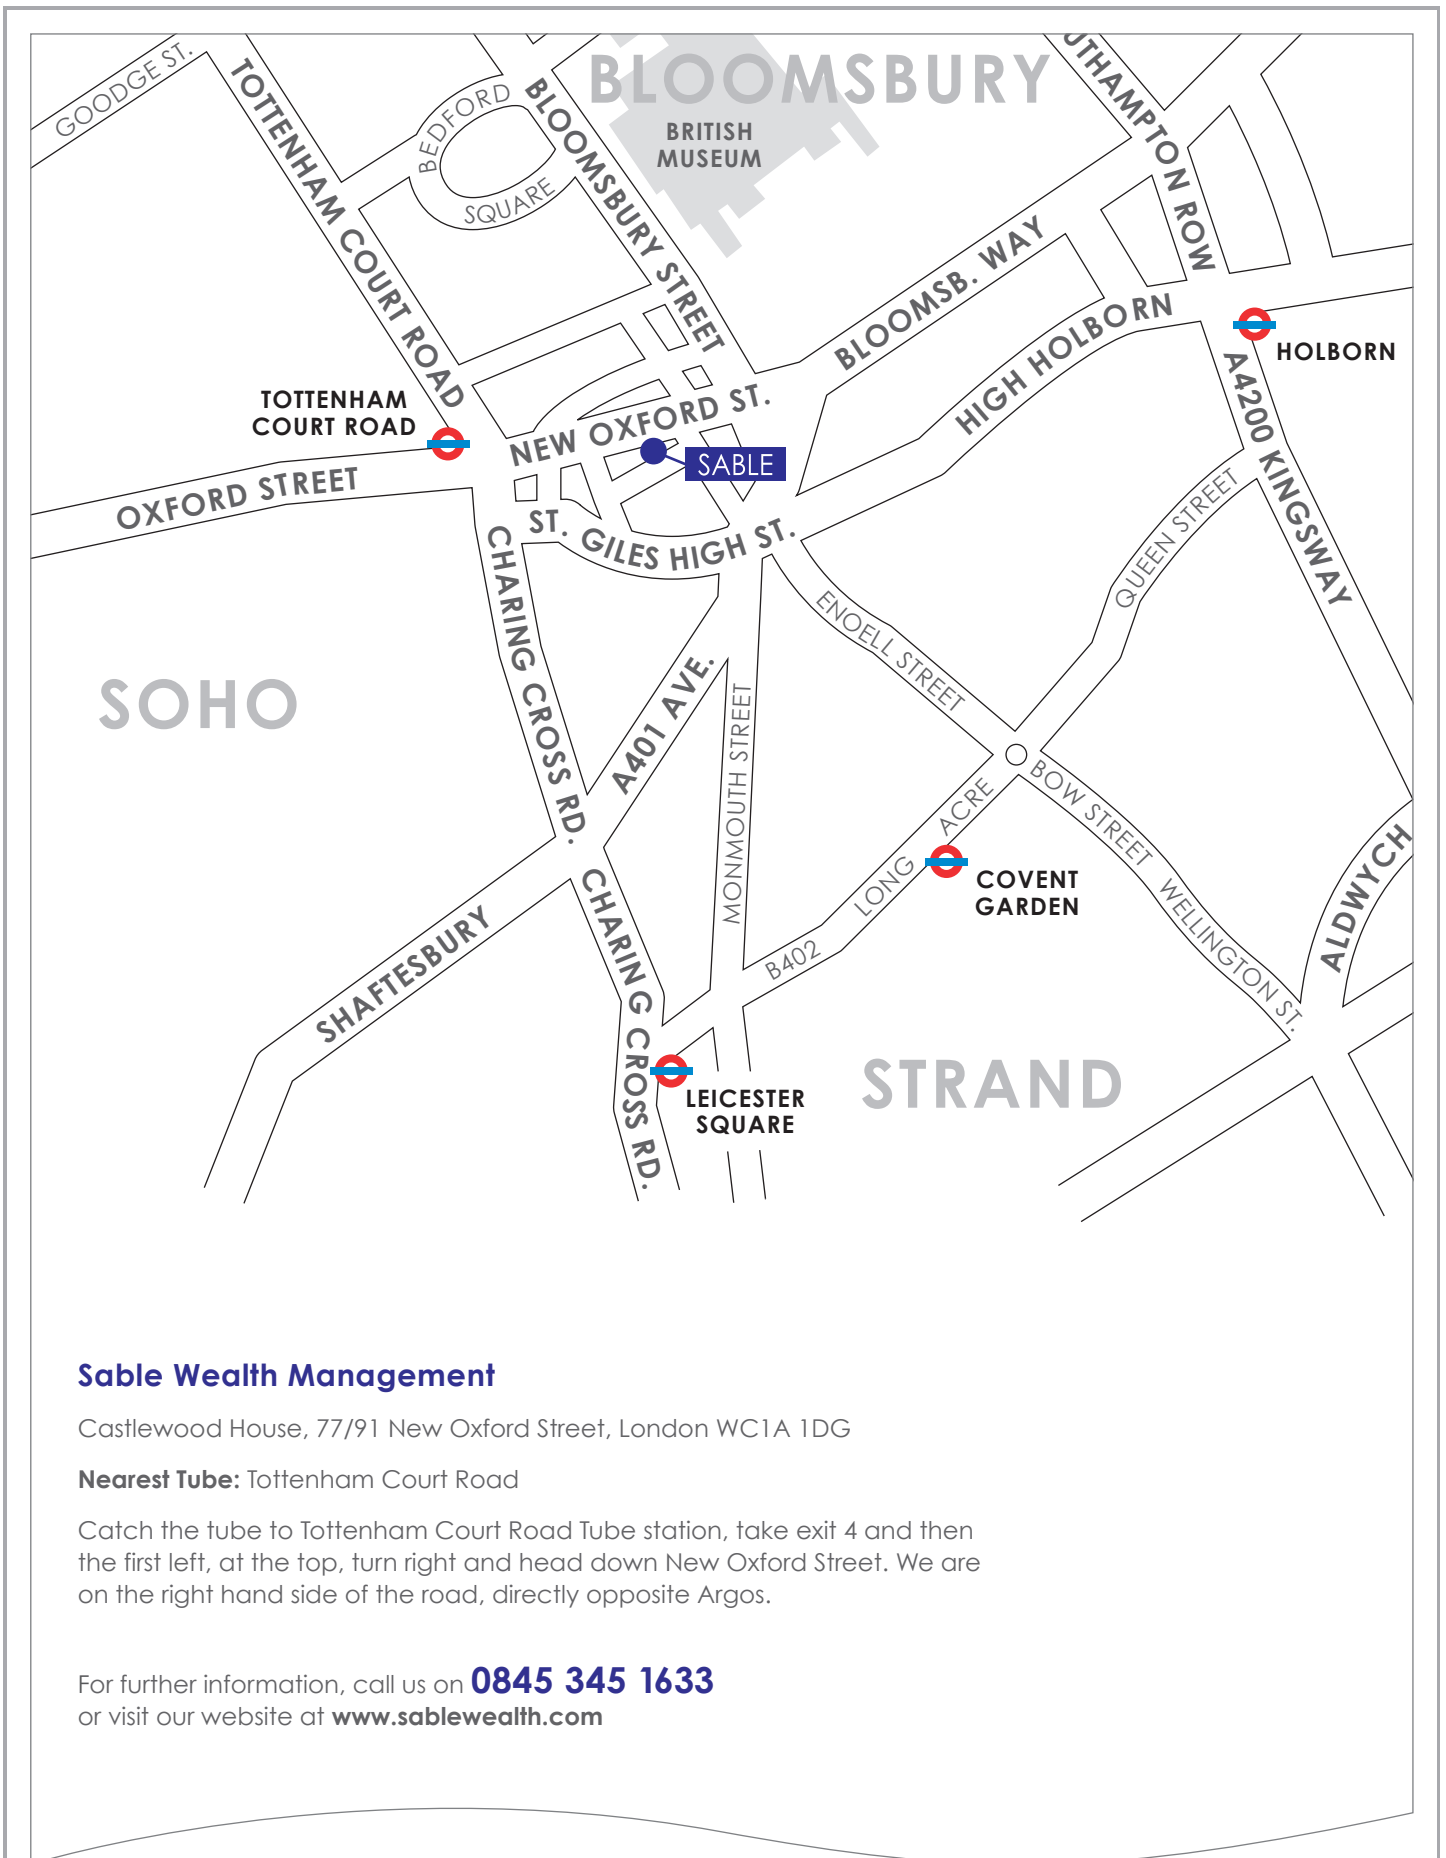 GOODGE ST.
TOTTENHAM COURT ROAD
BEDFORD
SQUARE
BLOOMSBURY STREET
BLOOMSBURY
BRITISH
MUSEUM
UTHAMPTON ROW
BLOOMSB. WAY
HIGH HOLBORN
HOLBORN
A4200 KINGSWAY
TOTTENHAM
COURT ROAD
NEW OXFORD ST.
SABLE
OXFORD STREET
ST. GILES HIGH ST.
CHARING CROSS RD.
QUEEN STREET
ENOELL STREET
SOHO
A401 AVE.
MONMOUTH STREET
BOW STREET
LONG ACRE
COVENT
GARDEN
WELLINGTON ST.
ALDWYCH
B402
SHAFTESBURY
CHARING CROSS RD.
LEICESTER
SQUARE
STRAND
Sable Wealth Management
Castlewood House, 77/91 New Oxford Street, London WC1A 1DG
Nearest Tube: Tottenham Court Road
Catch the tube to Tottenham Court Road Tube station, take exit 4 and then
the first left, at the top, turn right and head down New Oxford Street. We are
on the right hand side of the road, directly opposite Argos.
For further information, call us on 0845 345 1633
or visit our website at www.sablewealth.com